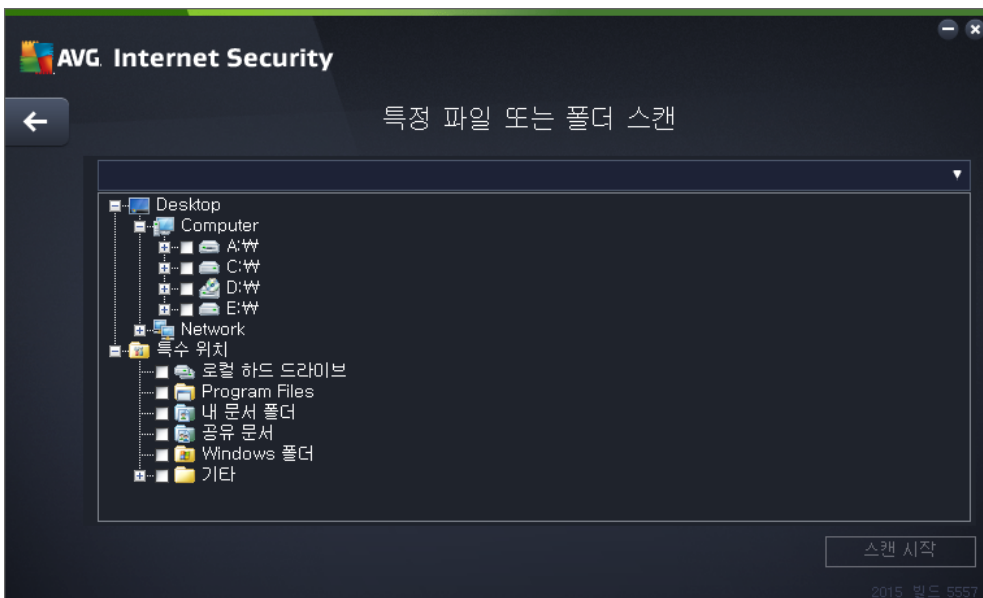 AVG. Internet Security
특정 파일 또는 폴더 스캔
Desktop
Computer
A:₩
C:₩
D:₩
E:₩
Network
특수 위치
로컬 하드 드라이브
Program Files
내 문서 폴더
공유 문서
Windows 폴더
기타
스캔 시작
2015 빌드 5557